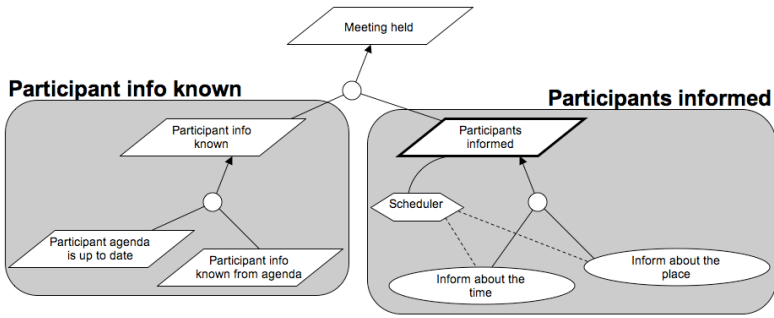 Meeting held
Participant info known
Participants informed
Participant info
known
Participants
informed
Scheduler
Participant agenda
is up to date
Participant info
known from agenda
Inform about the
time
Inform about the
place